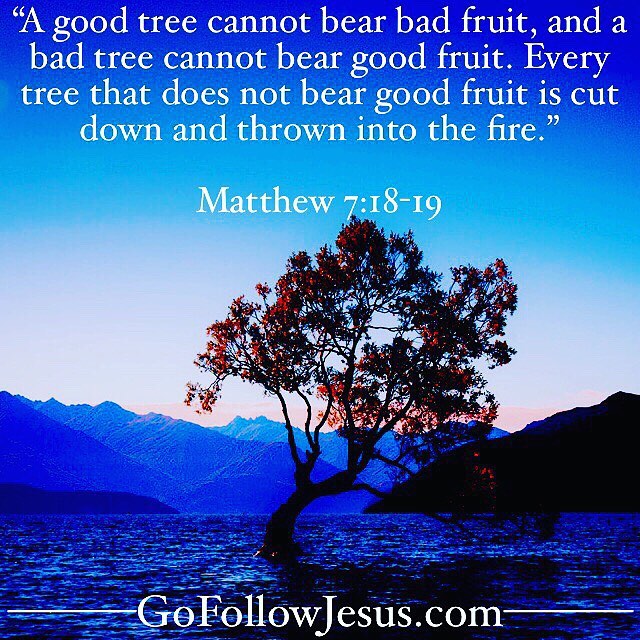 “A good tree cannot bear bad fruit, and a
bad tree cannot bear good fruit. Every
tree that does not bear good fruit is cut
down and thrown into the fire.”
Matthew 7:18-19
GoFollowJesus.com